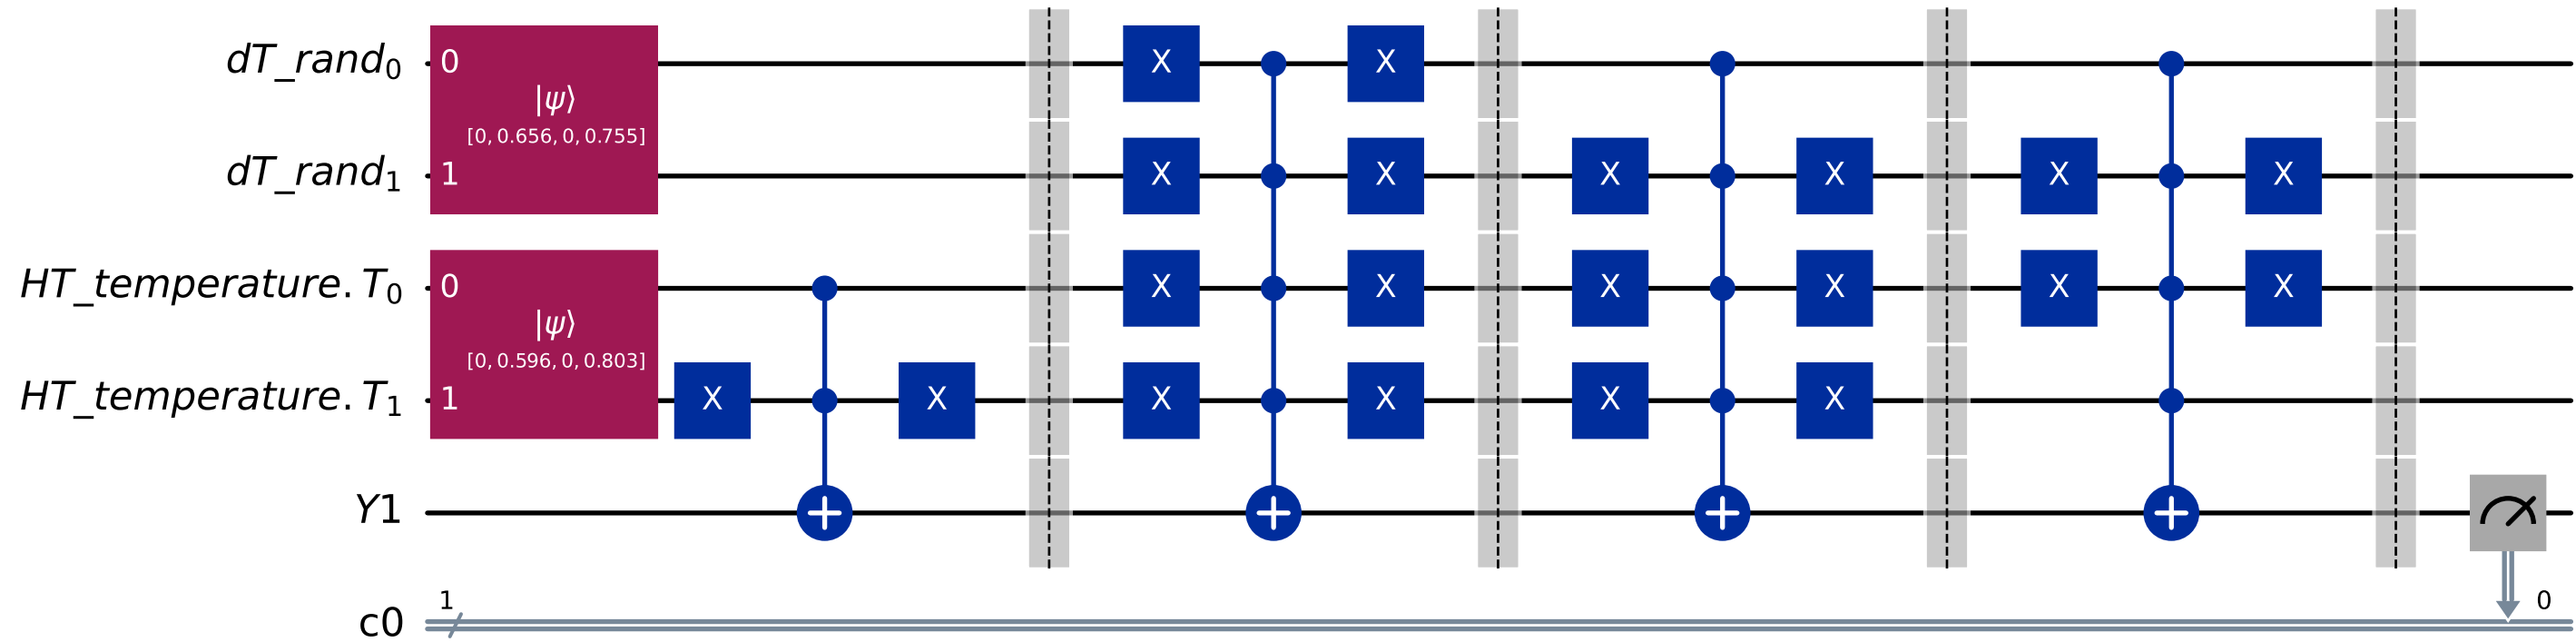 dT_rand₀ 0 X X
|ψ⟩
[0, 0.656, 0, 0.755]
dT_rand₁ 1 X X X X X X
HT_temperature.T₀ 0 X X X X X X
|ψ⟩
[0, 0.596, 0, 0.803]
HT_temperature.T₁ 1 X X X X X X
Y1
c0 1 0